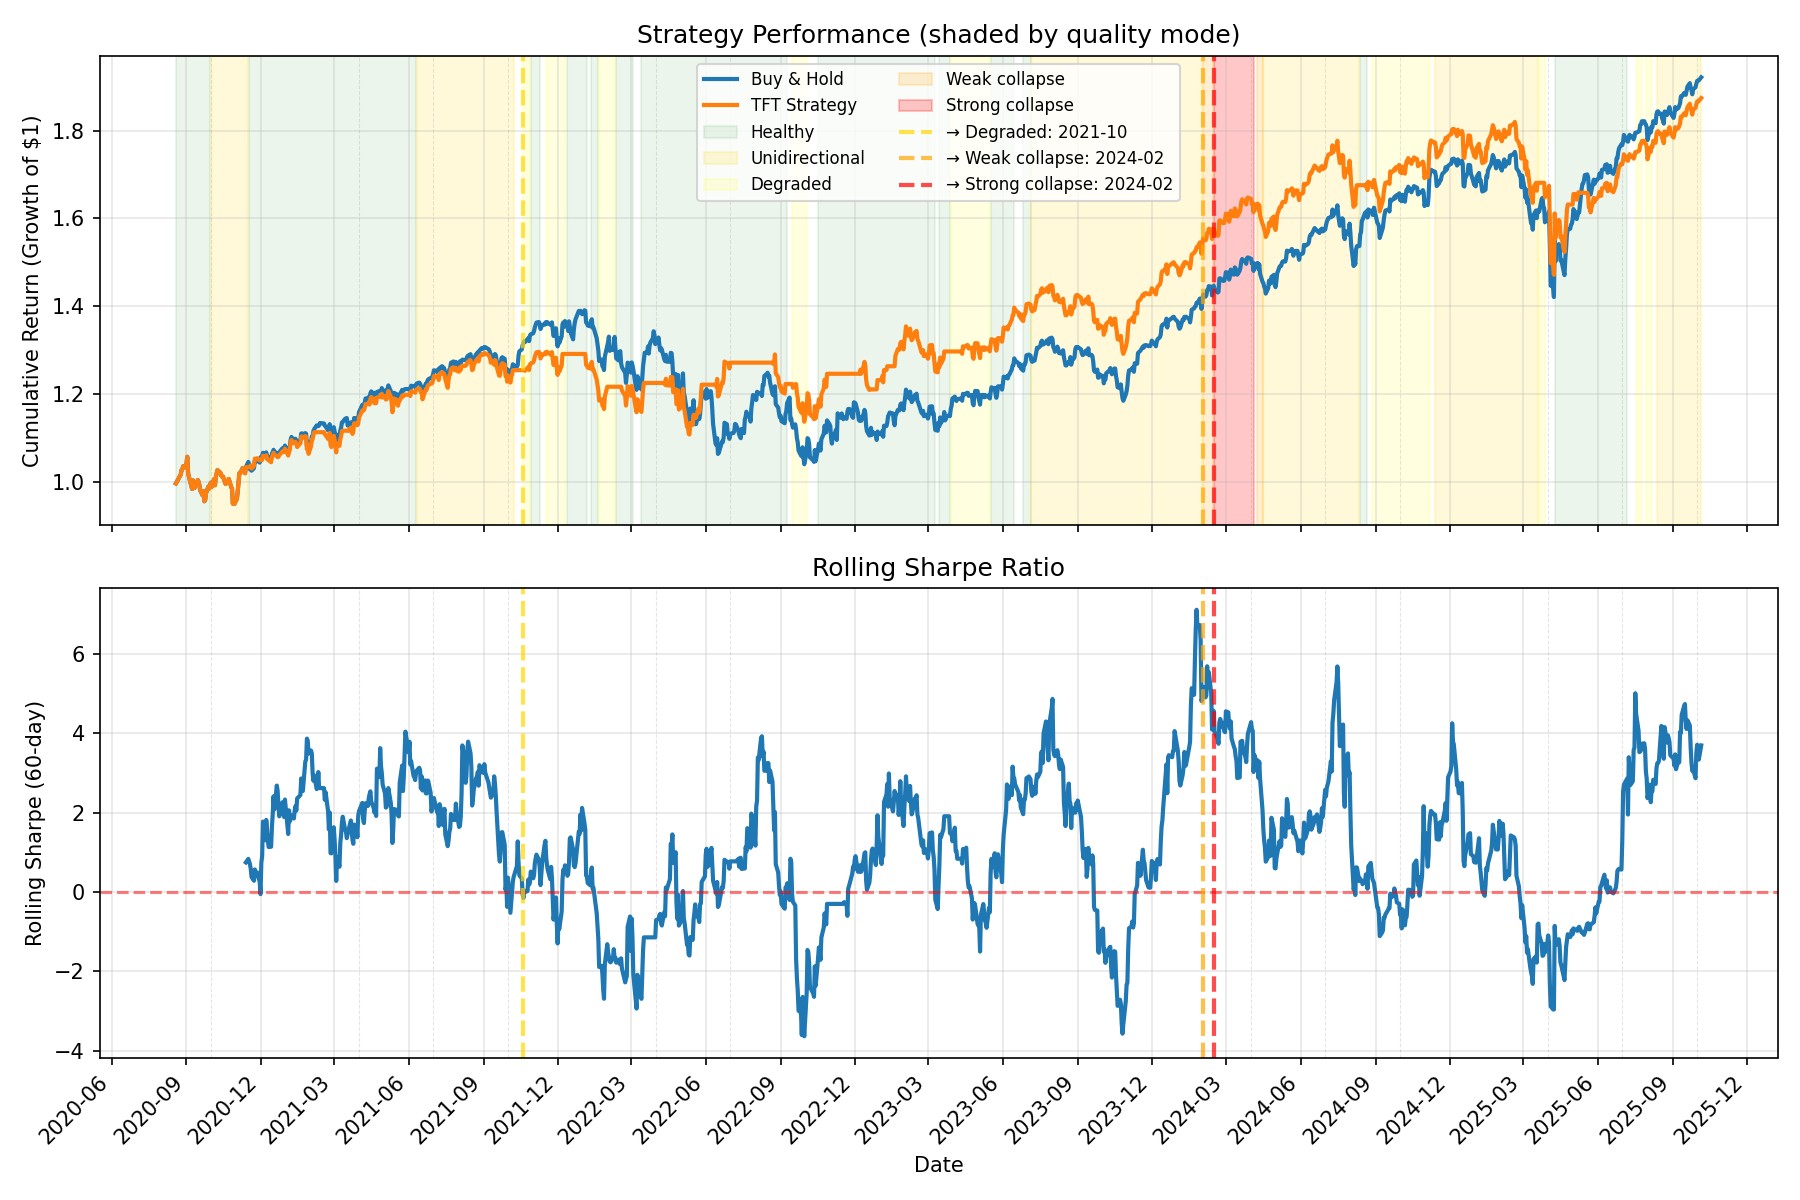 Strategy Performance (shaded by quality mode)
Cumulative Return (Growth of $1)
1.8
1.6
1.4
1.2
1.0
Buy & Hold
TFT Strategy
Healthy
Unidirectional
Degraded
Weak collapse
Strong collapse
→ Degraded: 2021-10
→ Weak collapse: 2024-02
→ Strong collapse: 2024-02
Rolling Sharpe Ratio
Rolling Sharpe (60-day)
6
4
2
0
−2
−4
2020-06
2020-09
2020-12
2021-03
2021-06
2021-09
2021-12
2022-03
2022-06
2022-09
2022-12
2023-03
2023-06
2023-09
2023-12
2024-03
2024-06
2024-09
2024-12
2025-03
2025-06
2025-09
2025-12
Date